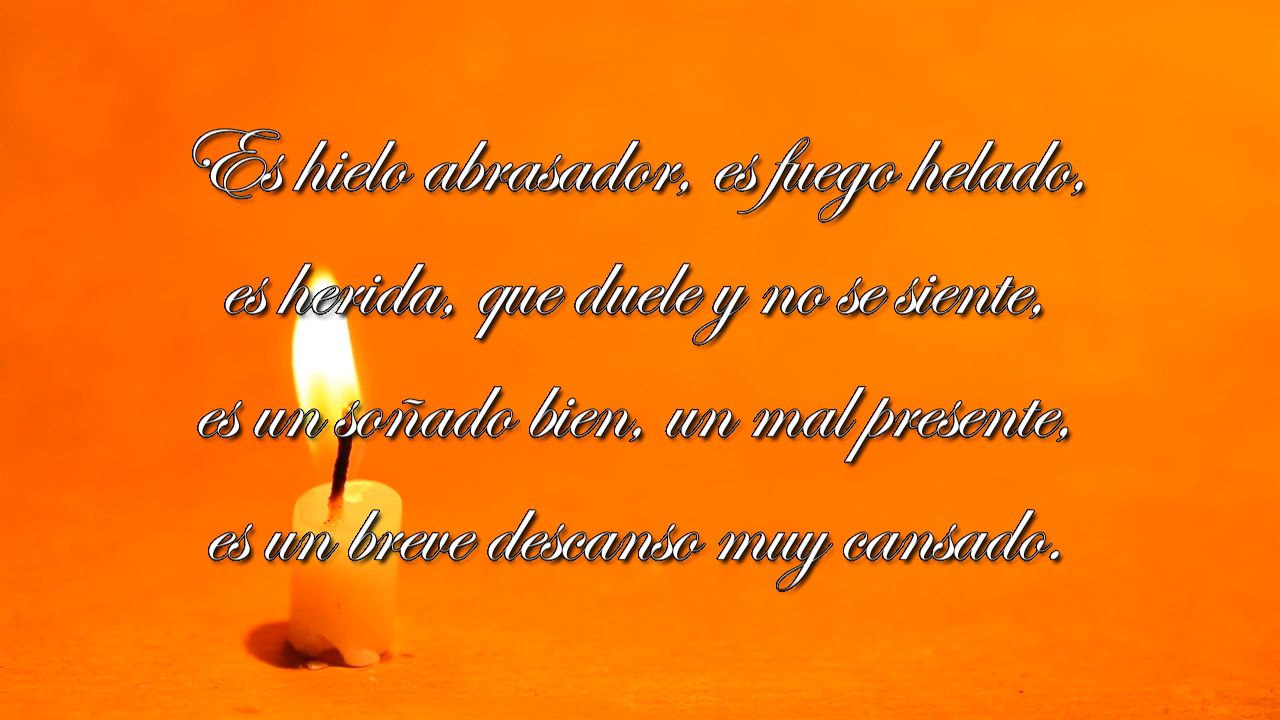 Es hielo abrasador, es fuego helado,
es herida, que duele y no se siente,
es un soñado bien, un mal presente,
es un breve descanso muy cansado.